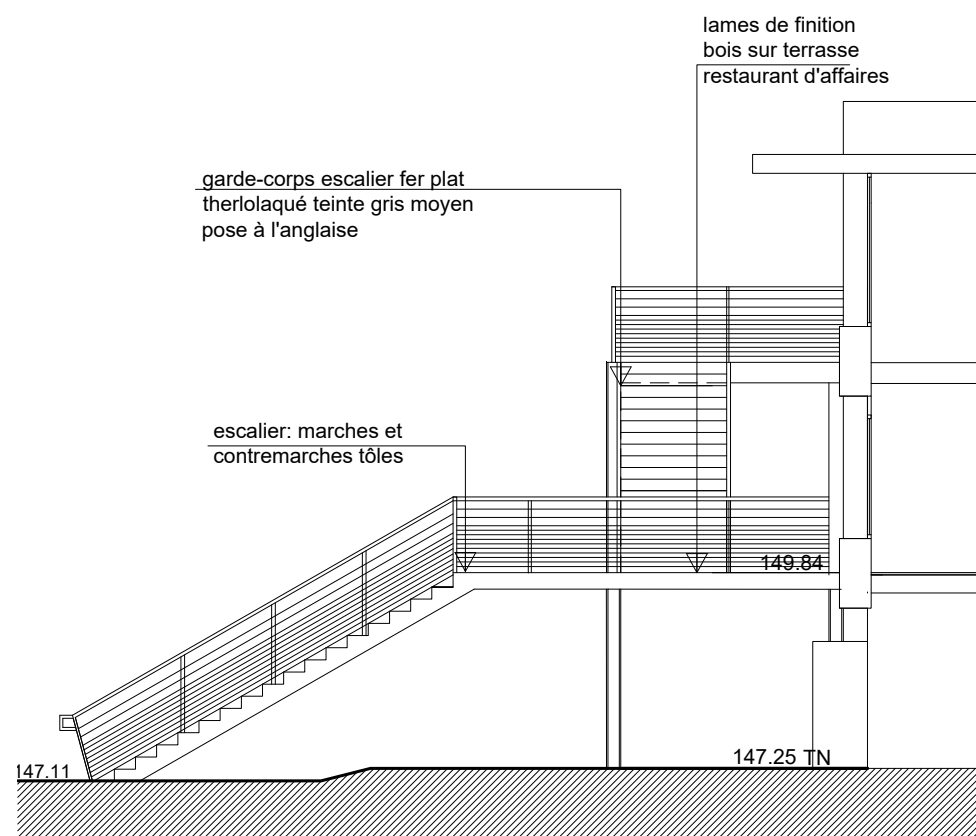 lames de finition
bois sur terrasse
restaurant d'affaires
garde-corps escalier fer plat
therlolaqué teinte gris moyen
pose à l'anglaise
escalier: marches et
contremarches tôles
149.84
147.25 TN
147.11